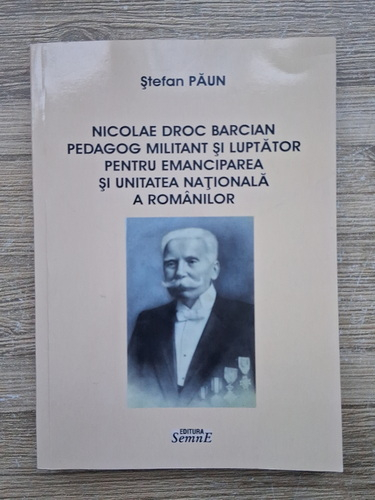 Ştefan PĂUN
NICOLAE DROC BARCIAN
PEDAGOG MILITANT ŞI LUPTĂTOR
PENTRU EMANCIPAREA
ŞI UNITATEA NAŢIONALĂ
A ROMÂNILOR
EDITURA
SemnE